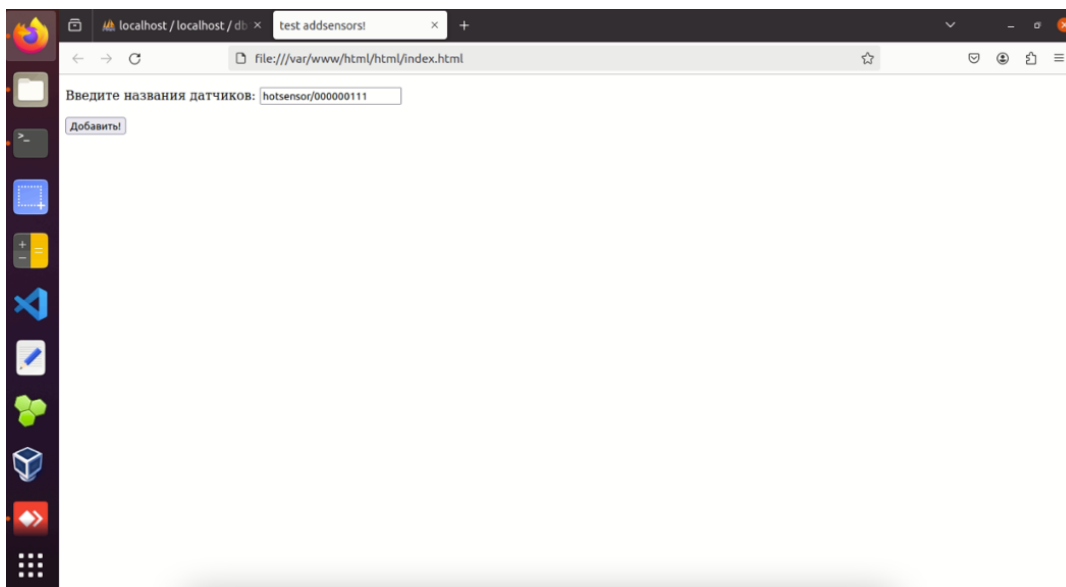 localhost / localhost / db
test addsensors!
file:///var/www/html/html/index.html
Введите названия датчиков: hotsensor/000000111
Добавить!